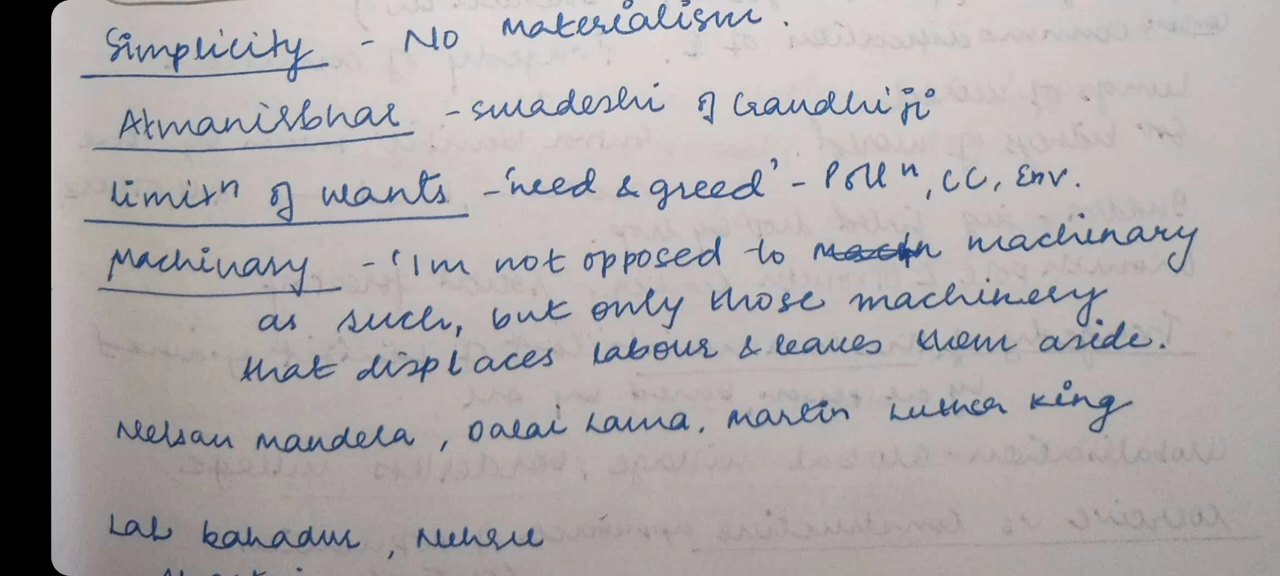 Simplicity - No materialism.
Atmanirbhar - swadeshi of Gandhiji
limitⁿ of wants - 'need & greed' - Pollⁿ, CC, Env.
Machinary - 'I'm not opposed to machinary
as such, but only those machinery
that displaces labour & leaves them aside.
Nelson Mandela, Dalai Lama, Martin Luther King
Lal bahadur, Nehru